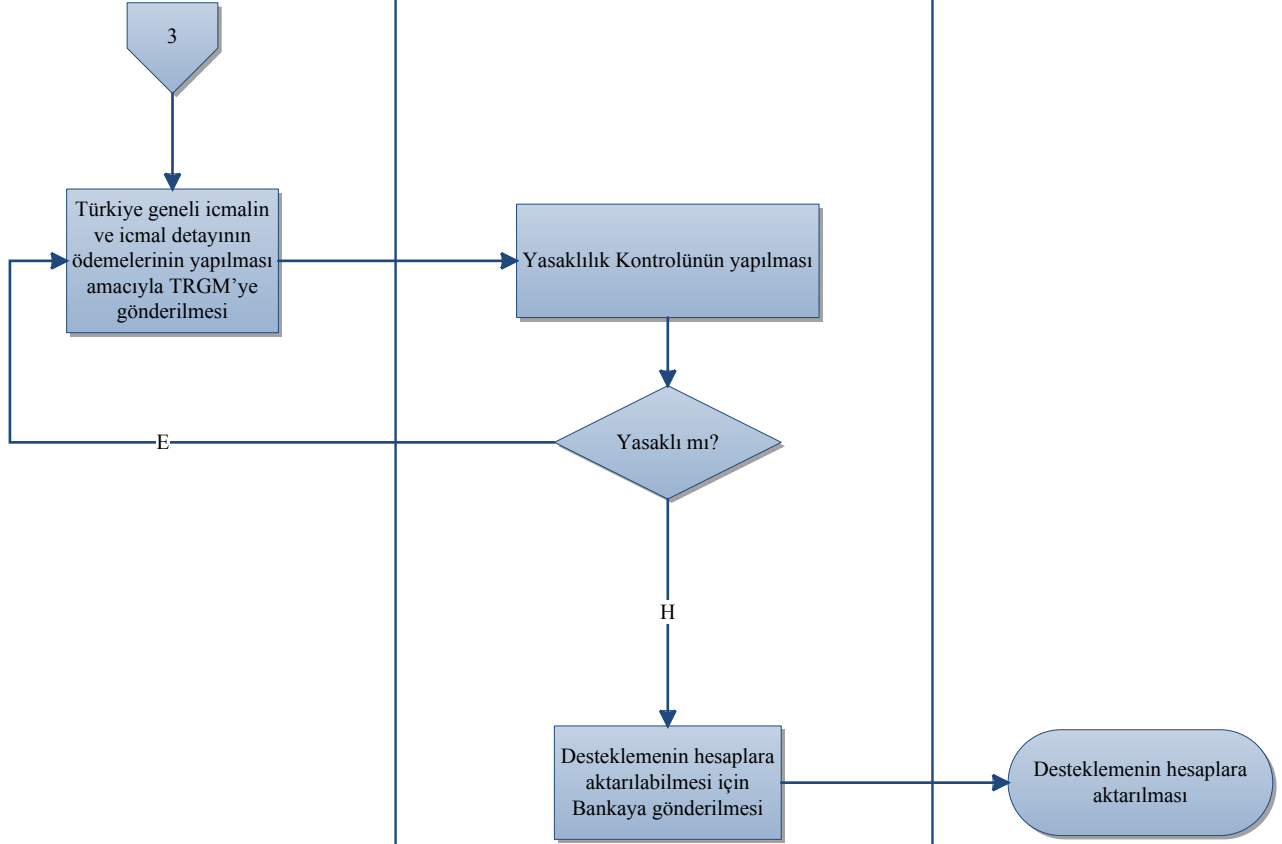 3
Türkiye geneli icmalin
ve icmal detayının
ödemelerinin yapılması
amacıyla TRGM’ye
gönderilmesi
Yasaklılık Kontrolünün yapılması
Yasaklı mı?
E
H
Desteklemenin hesaplara
aktarılabilmesi için
Bankaya gönderilmesi
Desteklemenin hesaplara
aktarılması